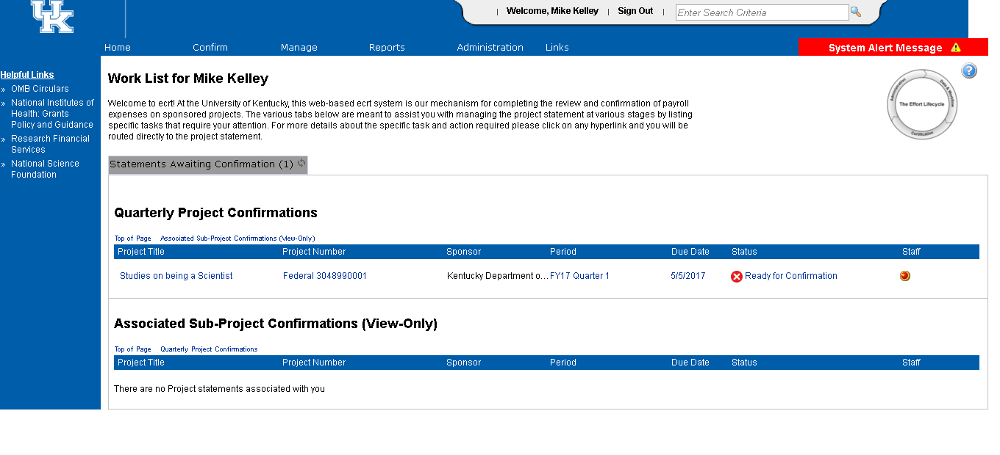 UK
| Welcome, Mike Kelley | Sign Out | Enter Search Criteria
Home Confirm Manage Reports Administration Links System Alert Message
Helpful Links
» OMB Circulars
» National Institutes of
Health: Grants
Policy and Guidance
» Research Financial
Services
» National Science
Foundation
Work List for Mike Kelley
Welcome to ecrt! At the University of Kentucky, this web-based ecrt system is our mechanism for completing the review and confirmation of payroll
expenses on sponsored projects. The various tabs below are meant to assist you with managing the project statement at various stages by listing
specific tasks that require your attention. For more details about the specific task and action required please click on any hyperlink and you will be
routed directly to the project statement.
?
Administration
Data & Workflow
The Effort Lifecycle
Certification
Statements Awaiting Confirmation (1)
Quarterly Project Confirmations
Top of Page Associated Sub-Project Confirmations (View-Only)
Project Title Project Number Sponsor Period Due Date Status Staff
Studies on being a Scientist Federal 3048990001 Kentucky Department o... FY17 Quarter 1 5/5/2017 Ready for Confirmation
Associated Sub-Project Confirmations (View-Only)
Top of Page Quarterly Project Confirmations
Project Title Project Number Sponsor Period Due Date Status Staff
There are no Project statements associated with you